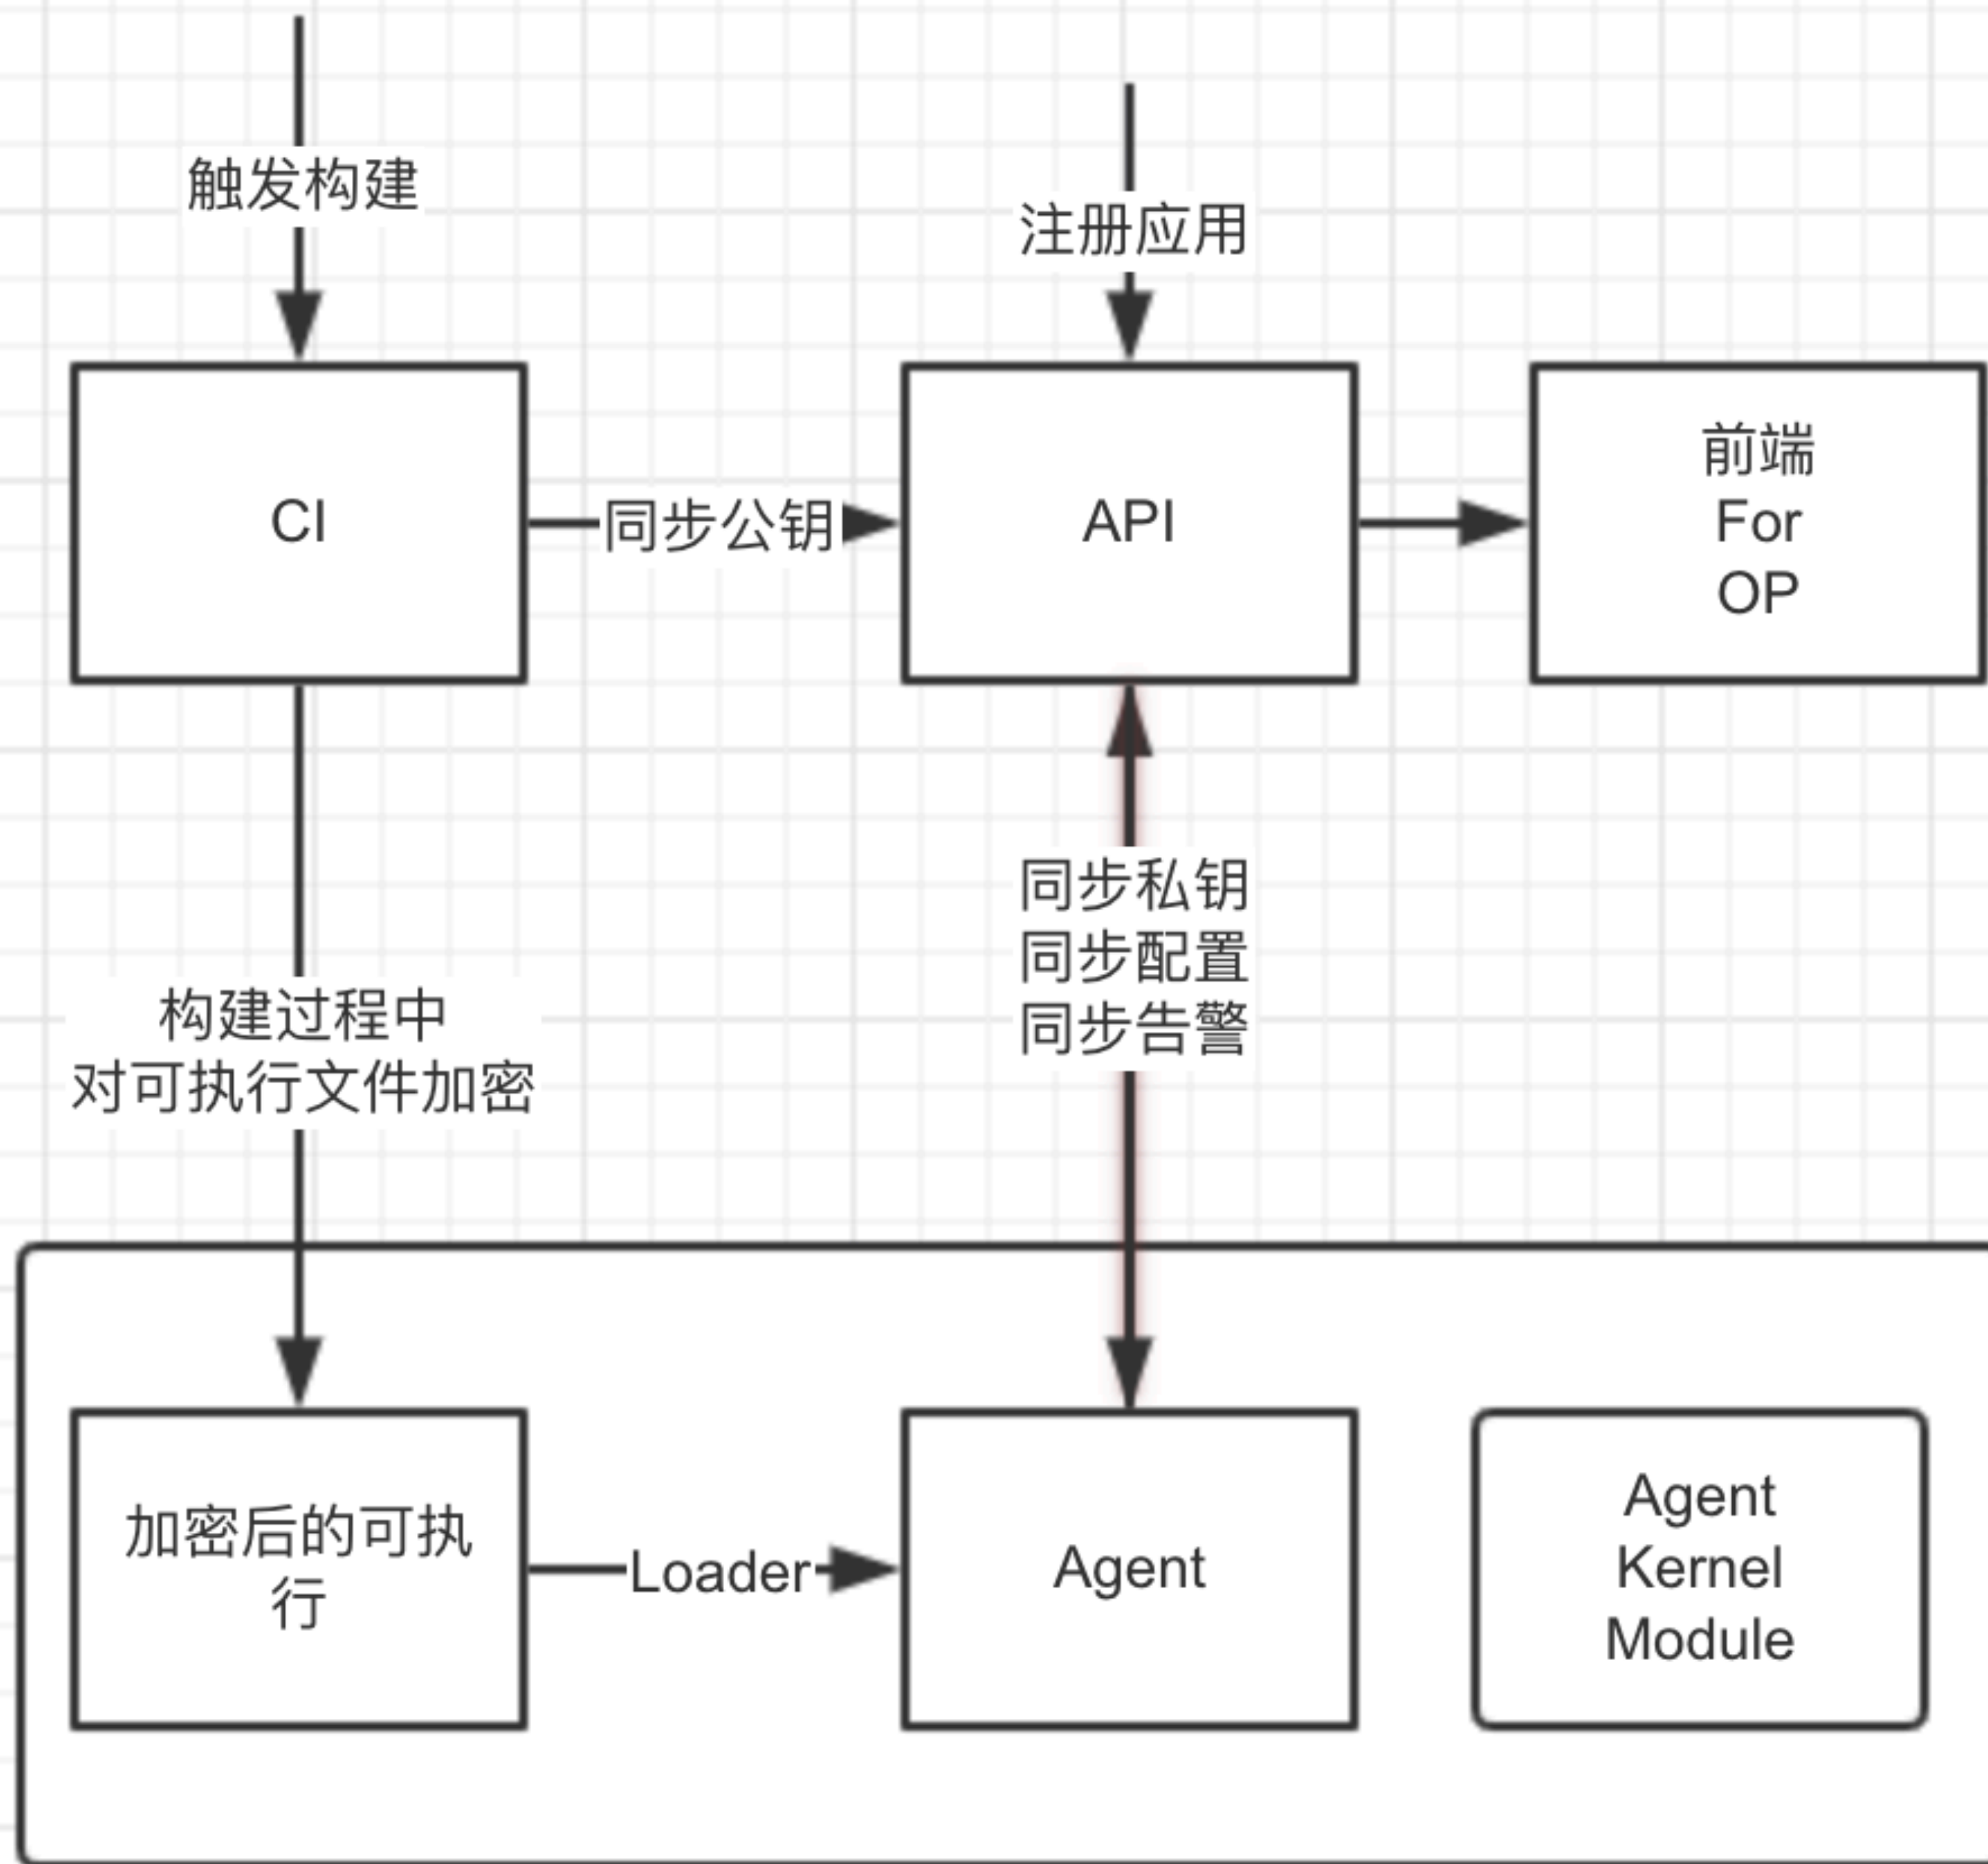 触发构建
注册应用
CI
同步公钥
API
前端
For
OP
同步私钥
同步配置
同步告警
构建过程中
对可执行文件加密
加密后的可执
行
Loader
Agent
Agent
Kernel
Module